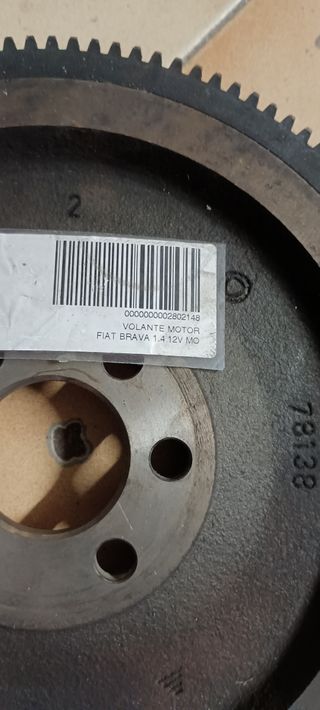 2
0000000002802148
VOLANTE MOTOR
FIAT BRAVA 1.4 12V MO
78138